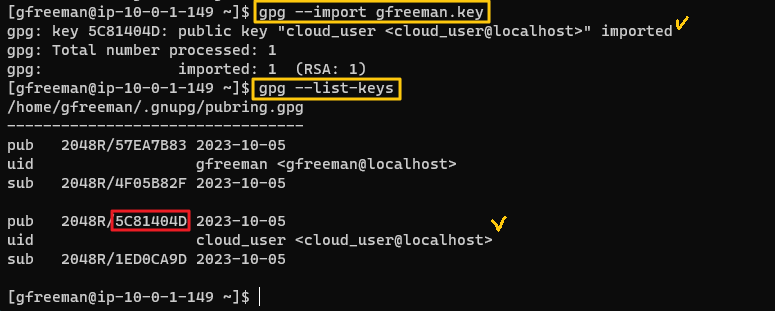 [gfreeman@ip-10-0-1-149 ~]$ gpg --import gfreeman.key
gpg: key 5C81404D: public key "cloud_user <cloud_user@localhost>" imported
gpg: Total number processed: 1
gpg:               imported: 1  (RSA: 1)
[gfreeman@ip-10-0-1-149 ~]$ gpg --list-keys
/home/gfreeman/.gnupg/pubring.gpg
---------------------------------
pub   2048R/57EA7B83 2023-10-05
uid                  gfreeman <gfreeman@localhost>
sub   2048R/4F05B82F 2023-10-05
pub   2048R/5C81404D 2023-10-05
uid                  cloud_user <cloud_user@localhost>
sub   2048R/1ED0CA9D 2023-10-05
[gfreeman@ip-10-0-1-149 ~]$